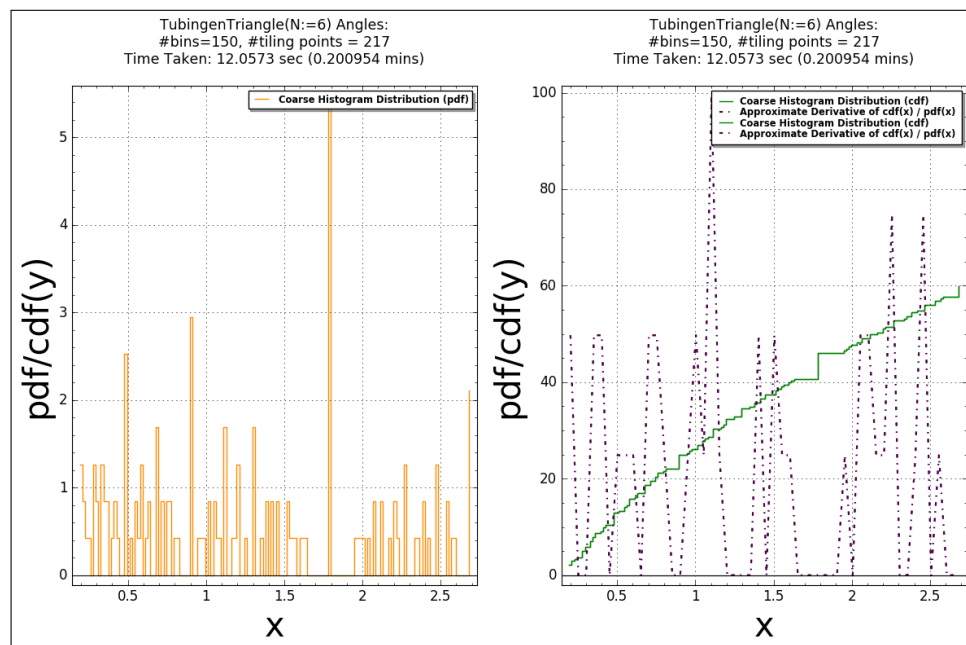 TubingenTriangle(N:=6) Angles:
#bins=150, #tiling points = 217
Time Taken: 12.0573 sec (0.200954 mins)
Coarse Histogram Distribution (pdf)
pdf/cdf(y)
5
4
3
2
1
0
0.5
1
1.5
2
2.5
x
TubingenTriangle(N:=6) Angles:
#bins=150, #tiling points = 217
Time Taken: 12.0573 sec (0.200954 mins)
Coarse Histogram Distribution (cdf)
Approximate Derivative of cdf(x) / pdf(x)
Coarse Histogram Distribution (cdf)
Approximate Derivative of cdf(x) / pdf(x)
pdf/cdf(y)
100
80
60
40
20
0
0.5
1
1.5
2
2.5
x